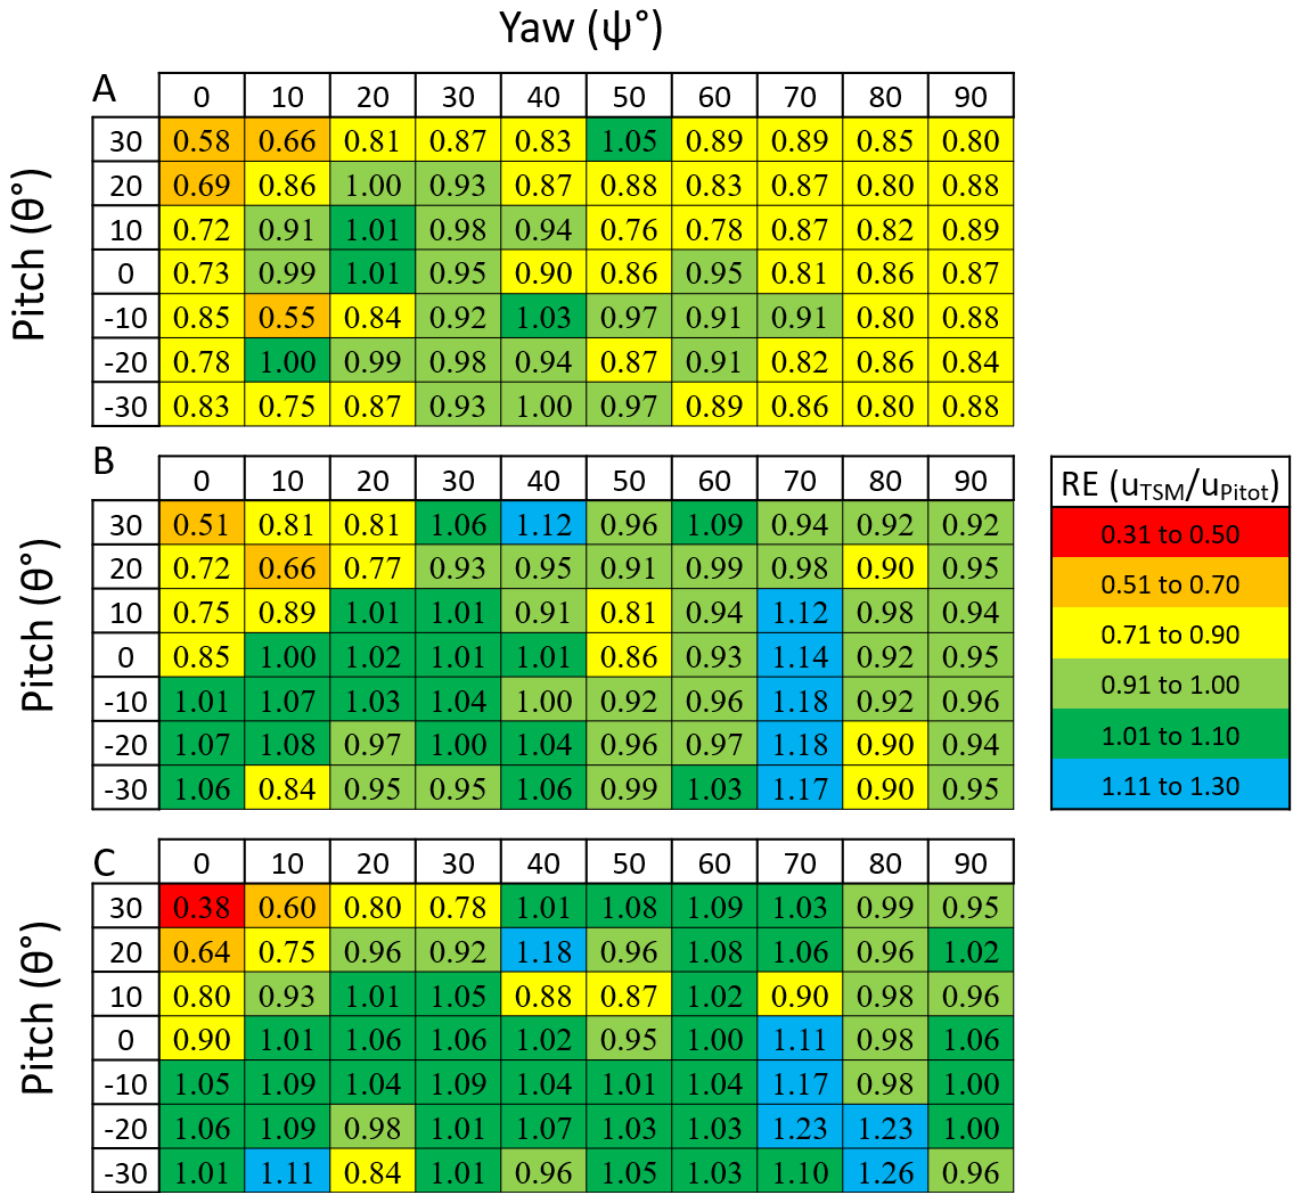 Yaw (ψ°)
A 0 10 20 30 40 50 60 70 80 90
Pitch (θ°)
30 0.58 0.66 0.81 0.87 0.83 1.05 0.89 0.89 0.85 0.80
20 0.69 0.86 1.00 0.93 0.87 0.88 0.83 0.87 0.80 0.88
10 0.72 0.91 1.01 0.98 0.94 0.76 0.78 0.87 0.82 0.89
0 0.73 0.99 1.01 0.95 0.90 0.86 0.95 0.81 0.86 0.87
-10 0.85 0.55 0.84 0.92 1.03 0.97 0.91 0.91 0.80 0.88
-20 0.78 1.00 0.99 0.98 0.94 0.87 0.91 0.82 0.86 0.84
-30 0.83 0.75 0.87 0.93 1.00 0.97 0.89 0.86 0.80 0.88
B 0 10 20 30 40 50 60 70 80 90
Pitch (θ°)
30 0.51 0.81 0.81 1.06 1.12 0.96 1.09 0.94 0.92 0.92
20 0.72 0.66 0.77 0.93 0.95 0.91 0.99 0.98 0.90 0.95
10 0.75 0.89 1.01 1.01 0.91 0.81 0.94 1.12 0.98 0.94
0 0.85 1.00 1.02 1.01 1.01 0.86 0.93 1.14 0.92 0.95
-10 1.01 1.07 1.03 1.04 1.00 0.92 0.96 1.18 0.92 0.96
-20 1.07 1.08 0.97 1.00 1.04 0.96 0.97 1.18 0.90 0.94
-30 1.06 0.84 0.95 0.95 1.06 0.99 1.03 1.17 0.90 0.95
RE (uTSM/uPitot)
0.31 to 0.50
0.51 to 0.70
0.71 to 0.90
0.91 to 1.00
1.01 to 1.10
1.11 to 1.30
C 0 10 20 30 40 50 60 70 80 90
Pitch (θ°)
30 0.38 0.60 0.80 0.78 1.01 1.08 1.09 1.03 0.99 0.95
20 0.64 0.75 0.96 0.92 1.18 0.96 1.08 1.06 0.96 1.02
10 0.80 0.93 1.01 1.05 0.88 0.87 1.02 0.90 0.98 0.96
0 0.90 1.01 1.06 1.06 1.02 0.95 1.00 1.11 0.98 1.06
-10 1.05 1.09 1.04 1.09 1.04 1.01 1.04 1.17 0.98 1.00
-20 1.06 1.09 0.98 1.01 1.07 1.03 1.03 1.23 1.23 1.00
-30 1.01 1.11 0.84 1.01 0.96 1.05 1.03 1.10 1.26 0.96